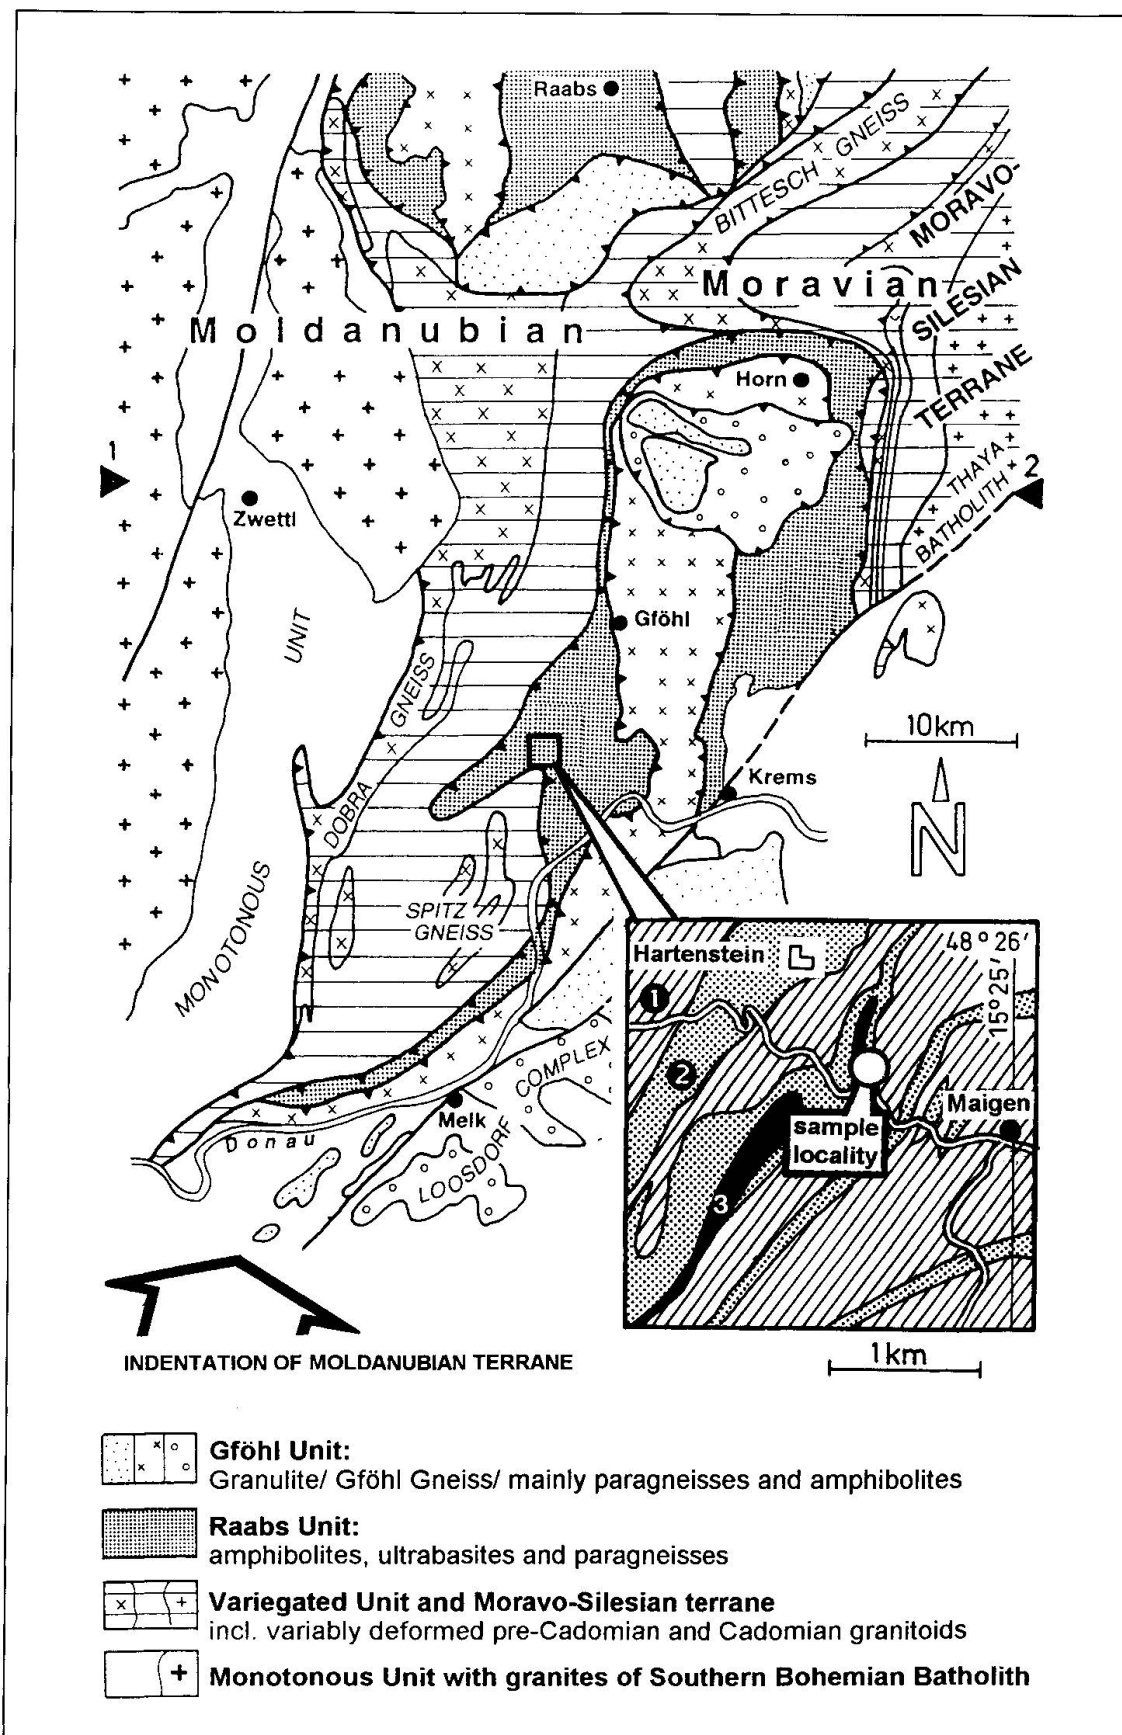 Raabs
BITTESCH GNEISS
MORAVO-
SILESIAN
TERRANE
Moravian
Moldanubian
Horn
1
2
THAYA
BATHOLITH
Zwettl
UNIT
Gföhl
GNEISS
DOBRA
10km
Krems
N
MONOTONOUS
SPITZ
GNEISS
Hartenstein
48° 26′
15° 25′
1
2
3
Maigen
sample
locality
COMPLEX
LOOSDORF
Melk
Donau
1km
INDENTATION OF MOLDANUBIAN TERRANE
Gföhl Unit:
Granulite/ Gföhl Gneiss/ mainly paragneisses and amphibolites
Raabs Unit:
amphibolites, ultrabasites and paragneisses
Variegated Unit and Moravo-Silesian terrane
incl. variably deformed pre-Cadomian and Cadomian granitoids
Monotonous Unit with granites of Southern Bohemian Batholith